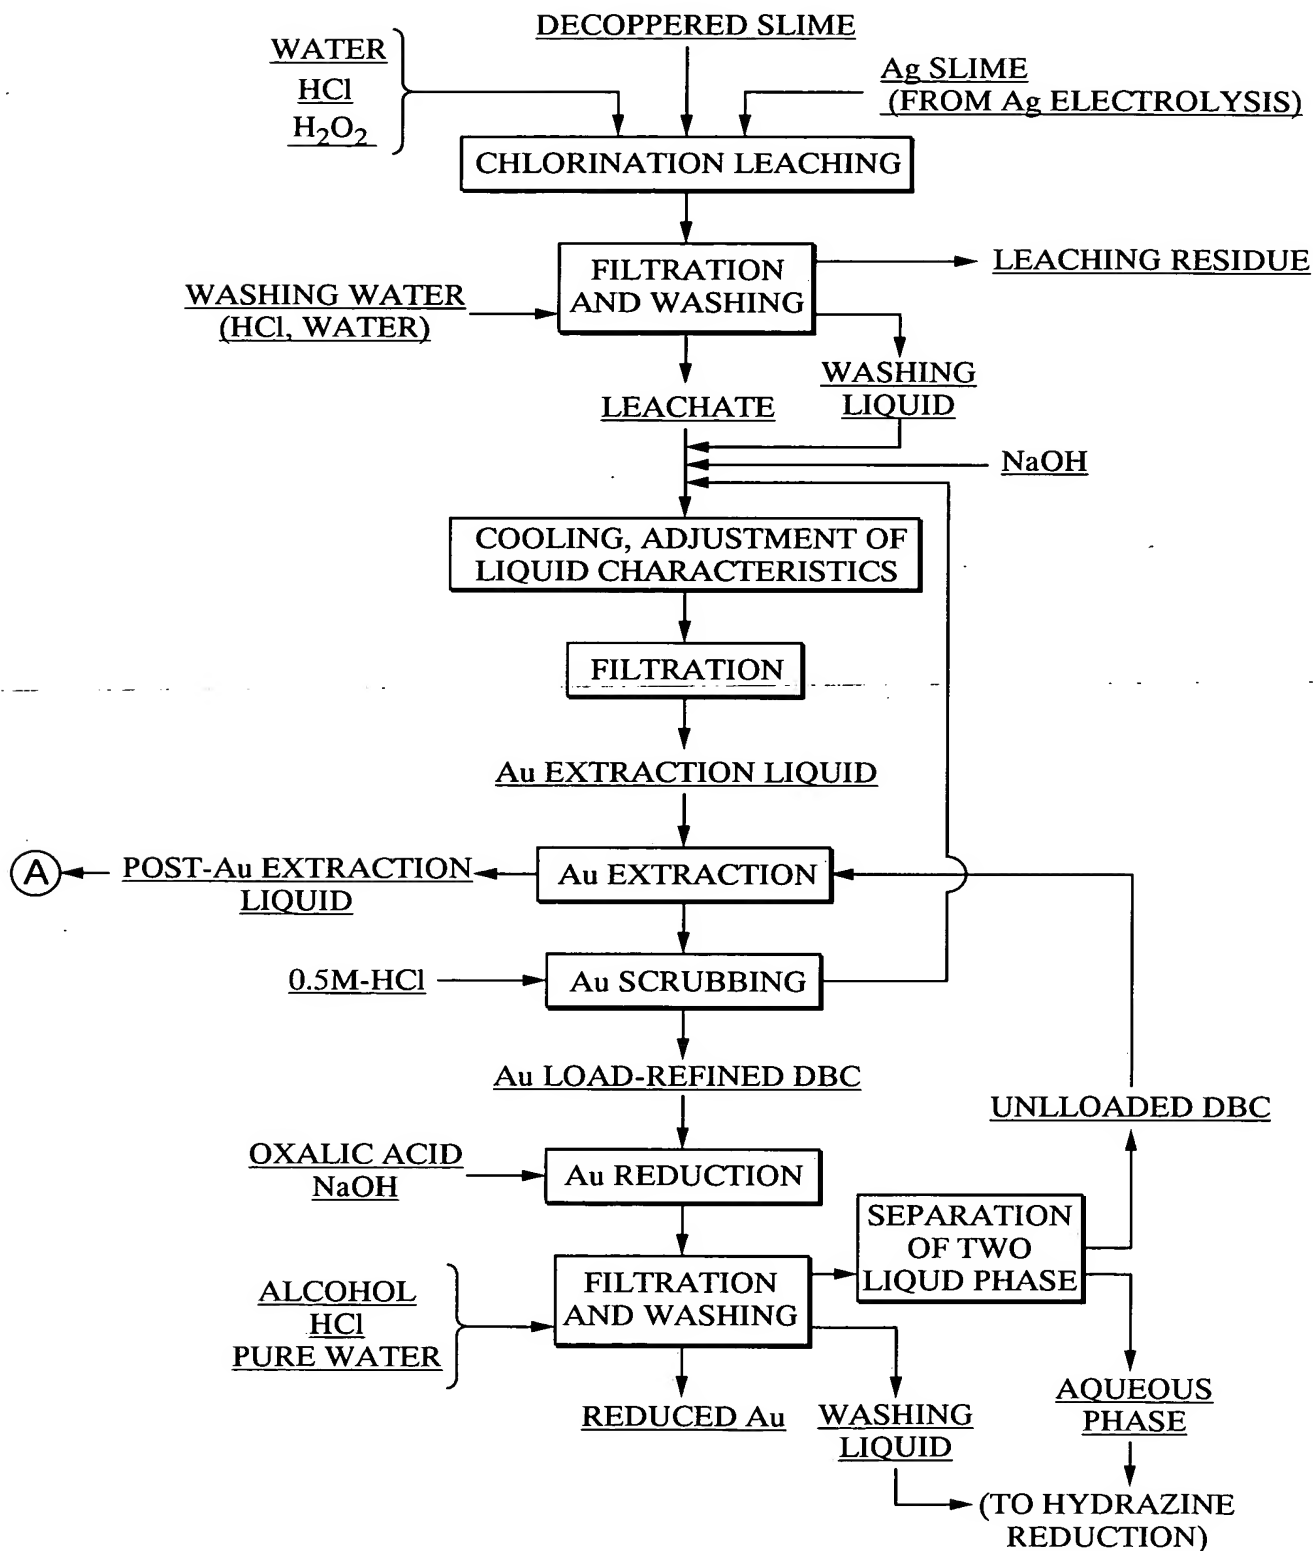 DECOPPERED SLIME
WATER
HCl
H2O2
Ag SLIME
(FROM Ag ELECTROLYSIS)
CHLORINATION LEACHING
FILTRATION
AND WASHING
LEACHING RESIDUE
WASHING WATER
(HCl, WATER)
WASHING
LIQUID
LEACHATE
NaOH
COOLING, ADJUSTMENT OF
LIQUID CHARACTERISTICS
FILTRATION
Au EXTRACTION LIQUID
A
POST-Au EXTRACTION
LIQUID
Au EXTRACTION
0.5M-HCl
Au SCRUBBING
Au LOAD-REFINED DBC
UNLLOADED DBC
OXALIC ACID
NaOH
Au REDUCTION
SEPARATION
OF TWO
LIQUD PHASE
ALCOHOL
HCl
PURE WATER
FILTRATION
AND WASHING
REDUCED Au
WASHING
LIQUID
AQUEOUS
PHASE
(TO HYDRAZINE
REDUCTION)